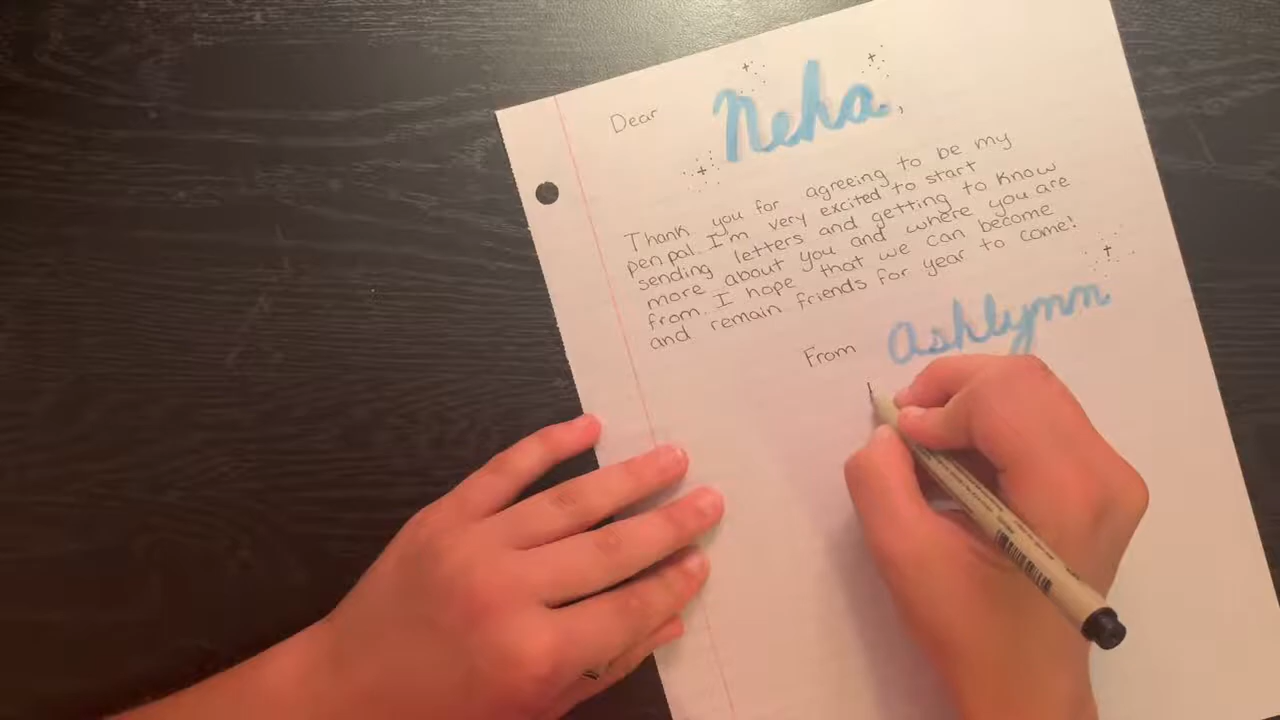 Dear Neha,
Thank you for agreeing to be my
pen pal. I'm very excited to start
sending letters and getting to know
more about you and where you are
from. I hope that we can become
and remain friends for year to come!
From Ashlynn